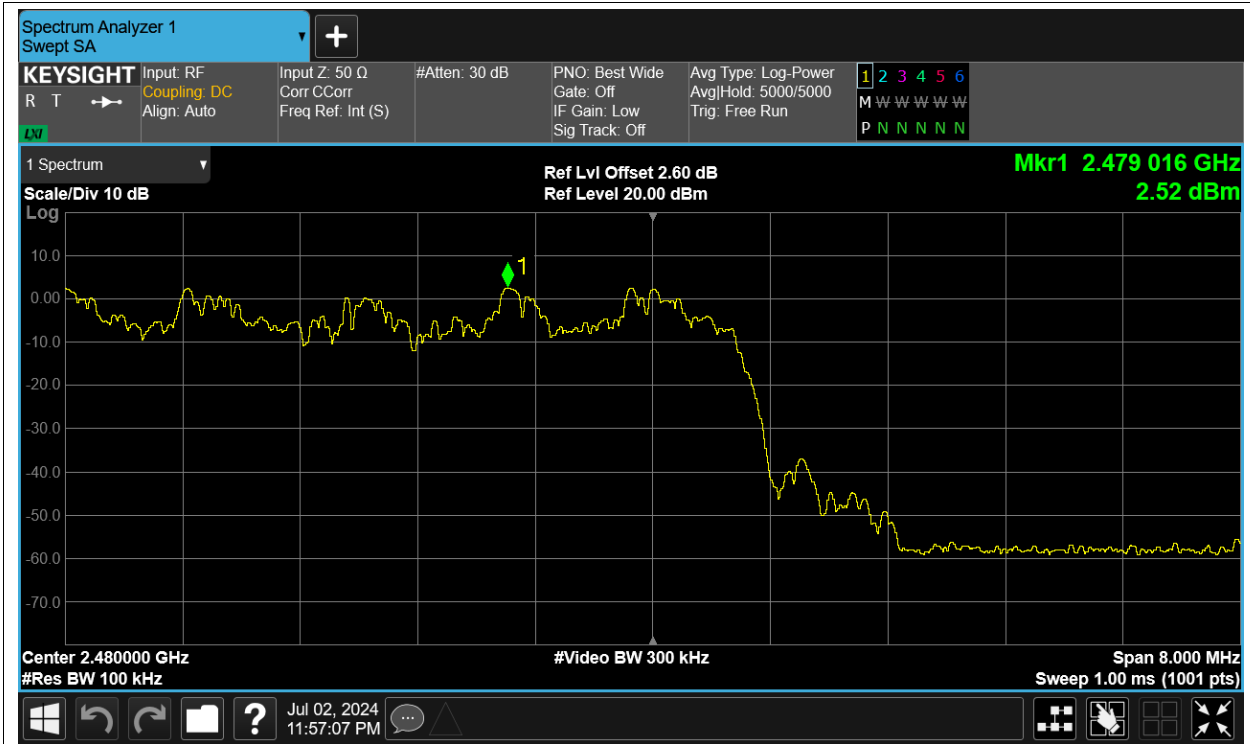 Spectrum Analyzer 1
Swept SA
+
KEYSIGHT
R T
LXI
Input: RF
Coupling: DC
Align: Auto
Input Z: 50 Ω
Corr CCorr
Freq Ref: Int (S)
#Atten: 30 dB
PNO: Best Wide
Gate: Off
IF Gain: Low
Sig Track: Off
Avg Type: Log-Power
Avg|Hold: 5000/5000
Trig: Free Run
1 2 3 4 5 6
M W W W W W
P N N N N N
1 Spectrum
Scale/Div 10 dB
Log
Ref Lvl Offset 2.60 dB
Ref Level 20.00 dBm
Mkr1 2.479 016 GHz
2.52 dBm
10.0
0.00
-10.0
-20.0
-30.0
-40.0
-50.0
-60.0
-70.0
1
Center 2.480000 GHz
#Res BW 100 kHz
#Video BW 300 kHz
Span 8.000 MHz
Sweep 1.00 ms (1001 pts)
?
Jul 02, 2024
11:57:07 PM